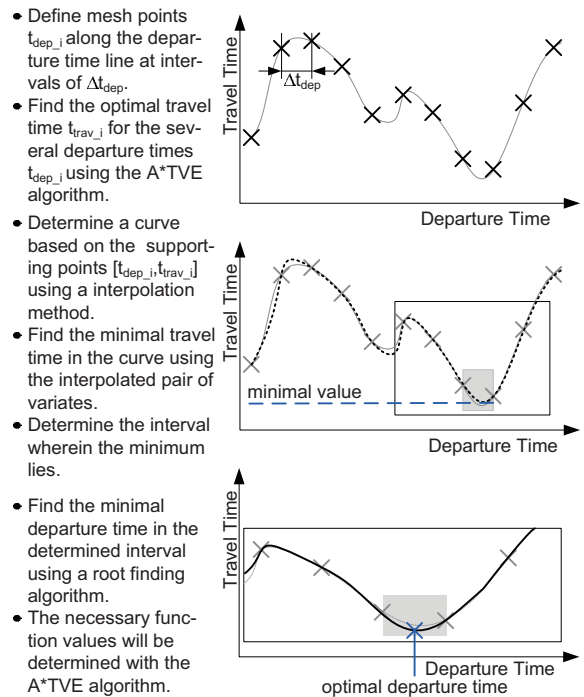 • Define mesh points
t_dep_i along the depar-
ture time line at inter-
vals of Δt_dep.
• Find the optimal travel
time t_trav_i for the sev-
eral departure times
t_dep_i using the A*TVE
algorithm.
Travel Time
Δt_dep
Departure Time
• Determine a curve
based on the support-
ing points [t_dep_i,t_trav_i]
using a interpolation
method.
• Find the minimal travel
time in the curve using
the interpolated pair of
variates.
• Determine the interval
wherein the minimum
lies.
Travel Time
minimal value
Departure Time
• Find the minimal
departure time in the
determined interval
using a root finding
algorithm.
• The necessary func-
tion values will be
determined with the
A*TVE algorithm.
Travel Time
Departure Time
optimal departure time